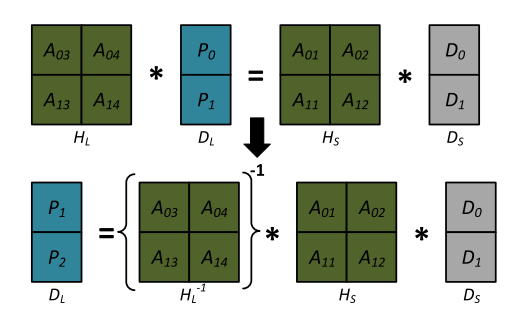 A03 A04 * P0 = A01 A02 * D0
A13 A14 P1 A11 A12 D1
HL DL HS DS
-1
P1 = { A03 A04 } * A01 A02 * D0
P2 A13 A14 A11 A12 D1
DL HL-1 HS DS